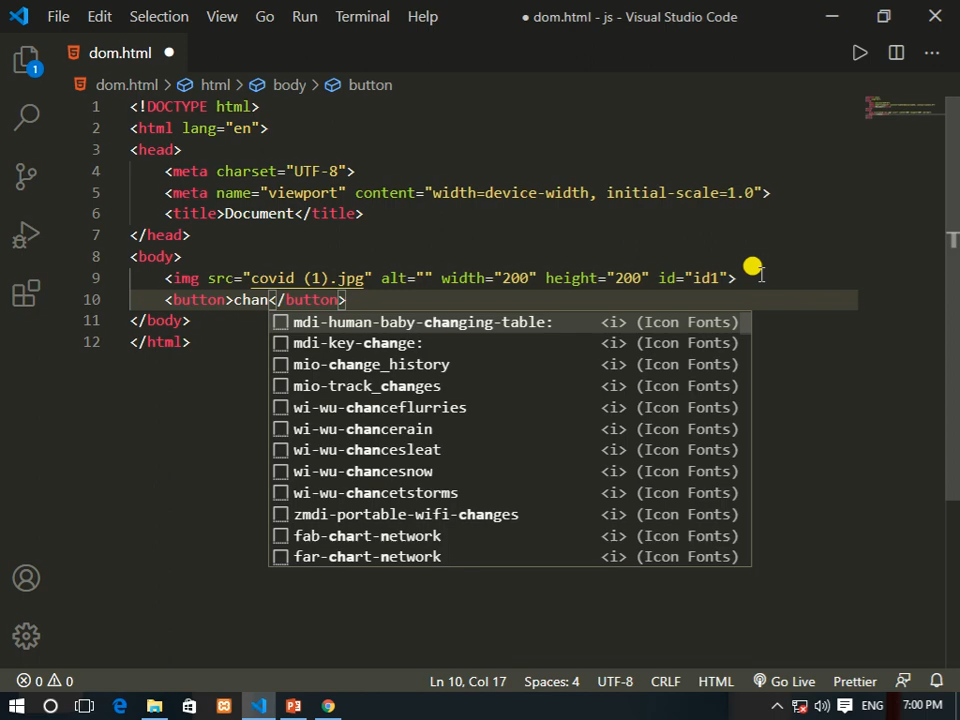 File Edit Selection View Go Run Terminal Help
● dom.html - js - Visual Studio Code
dom.html ●
1
dom.html > html > body > button
1 <!DOCTYPE html>
2 <html lang="en">
3 <head>
4 <meta charset="UTF-8">
5 <meta name="viewport" content="width=device-width, initial-scale=1.0">
6 <title>Document</title>
7 </head>
8 <body>
9 <img src="covid (1).jpg" alt="" width="200" height="200" id="id1">
10 <button>chan</button>
11 </body>
12 </html>
mdi-human-baby-changing-table: <i> (Icon Fonts)
mdi-key-change: <i> (Icon Fonts)
mio-change_history <i> (Icon Fonts)
mio-track_changes <i> (Icon Fonts)
wi-wu-chanceflurries <i> (Icon Fonts)
wi-wu-chancerain <i> (Icon Fonts)
wi-wu-chancesleat <i> (Icon Fonts)
wi-wu-chancesnow <i> (Icon Fonts)
wi-wu-chancetstorms <i> (Icon Fonts)
zmdi-portable-wifi-changes <i> (Icon Fonts)
fab-chart-network <i> (Icon Fonts)
far-chart-network <i> (Icon Fonts)
0 0 Ln 10, Col 17 Spaces: 4 UTF-8 CRLF HTML Go Live Prettier
ENG 7:00 PM